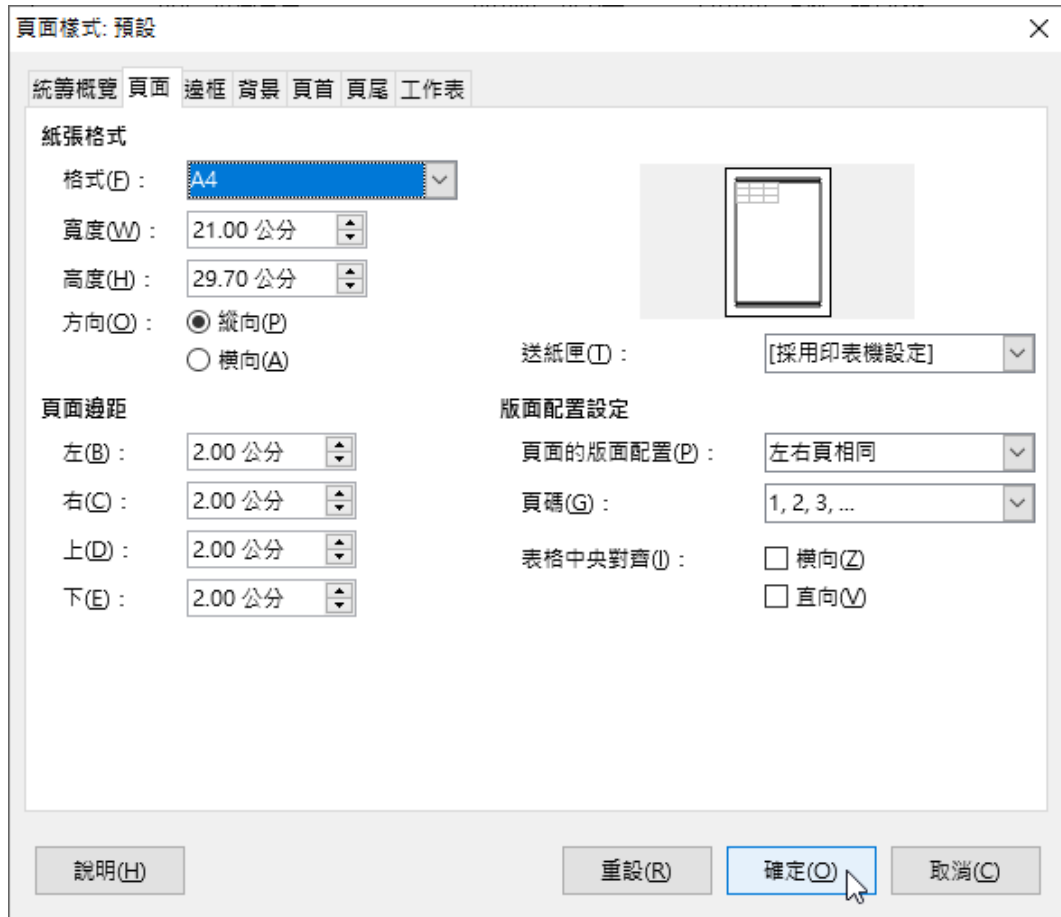 頁面樣式: 預設
統籌概覽 頁面 邊框 背景 頁首 頁尾 工作表
紙張格式
格式(F)： A4
寬度(W)： 21.00 公分
高度(H)： 29.70 公分
方向(O)： 縱向(P)
橫向(A)
送紙匣(T)： [採用印表機設定]
頁面邊距
左(B)： 2.00 公分
右(C)： 2.00 公分
上(D)： 2.00 公分
下(E)： 2.00 公分
版面配置設定
頁面的版面配置(P)： 左右頁相同
頁碼(G)： 1, 2, 3, ...
表格中央對齊(I)： 橫向(Z)
直向(V)
說明(H) 重設(R) 確定(O) 取消(C)